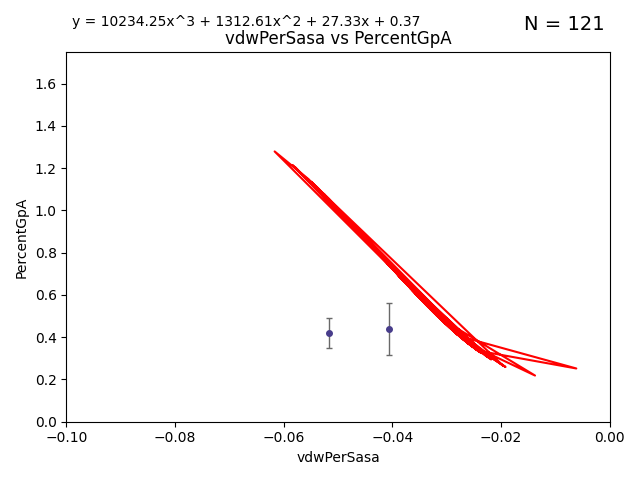 y = 10234.25x^3 + 1312.61x^2 + 27.33x + 0.37
N = 121
vdwPerSasa vs PercentGpA
PercentGpA
1.6
1.4
1.2
1.0
0.8
0.6
0.4
0.2
0.0
−0.10 −0.08 −0.06 −0.04 −0.02 0.00
vdwPerSasa